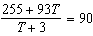 (255 + 93T)/(T + 3) = 90